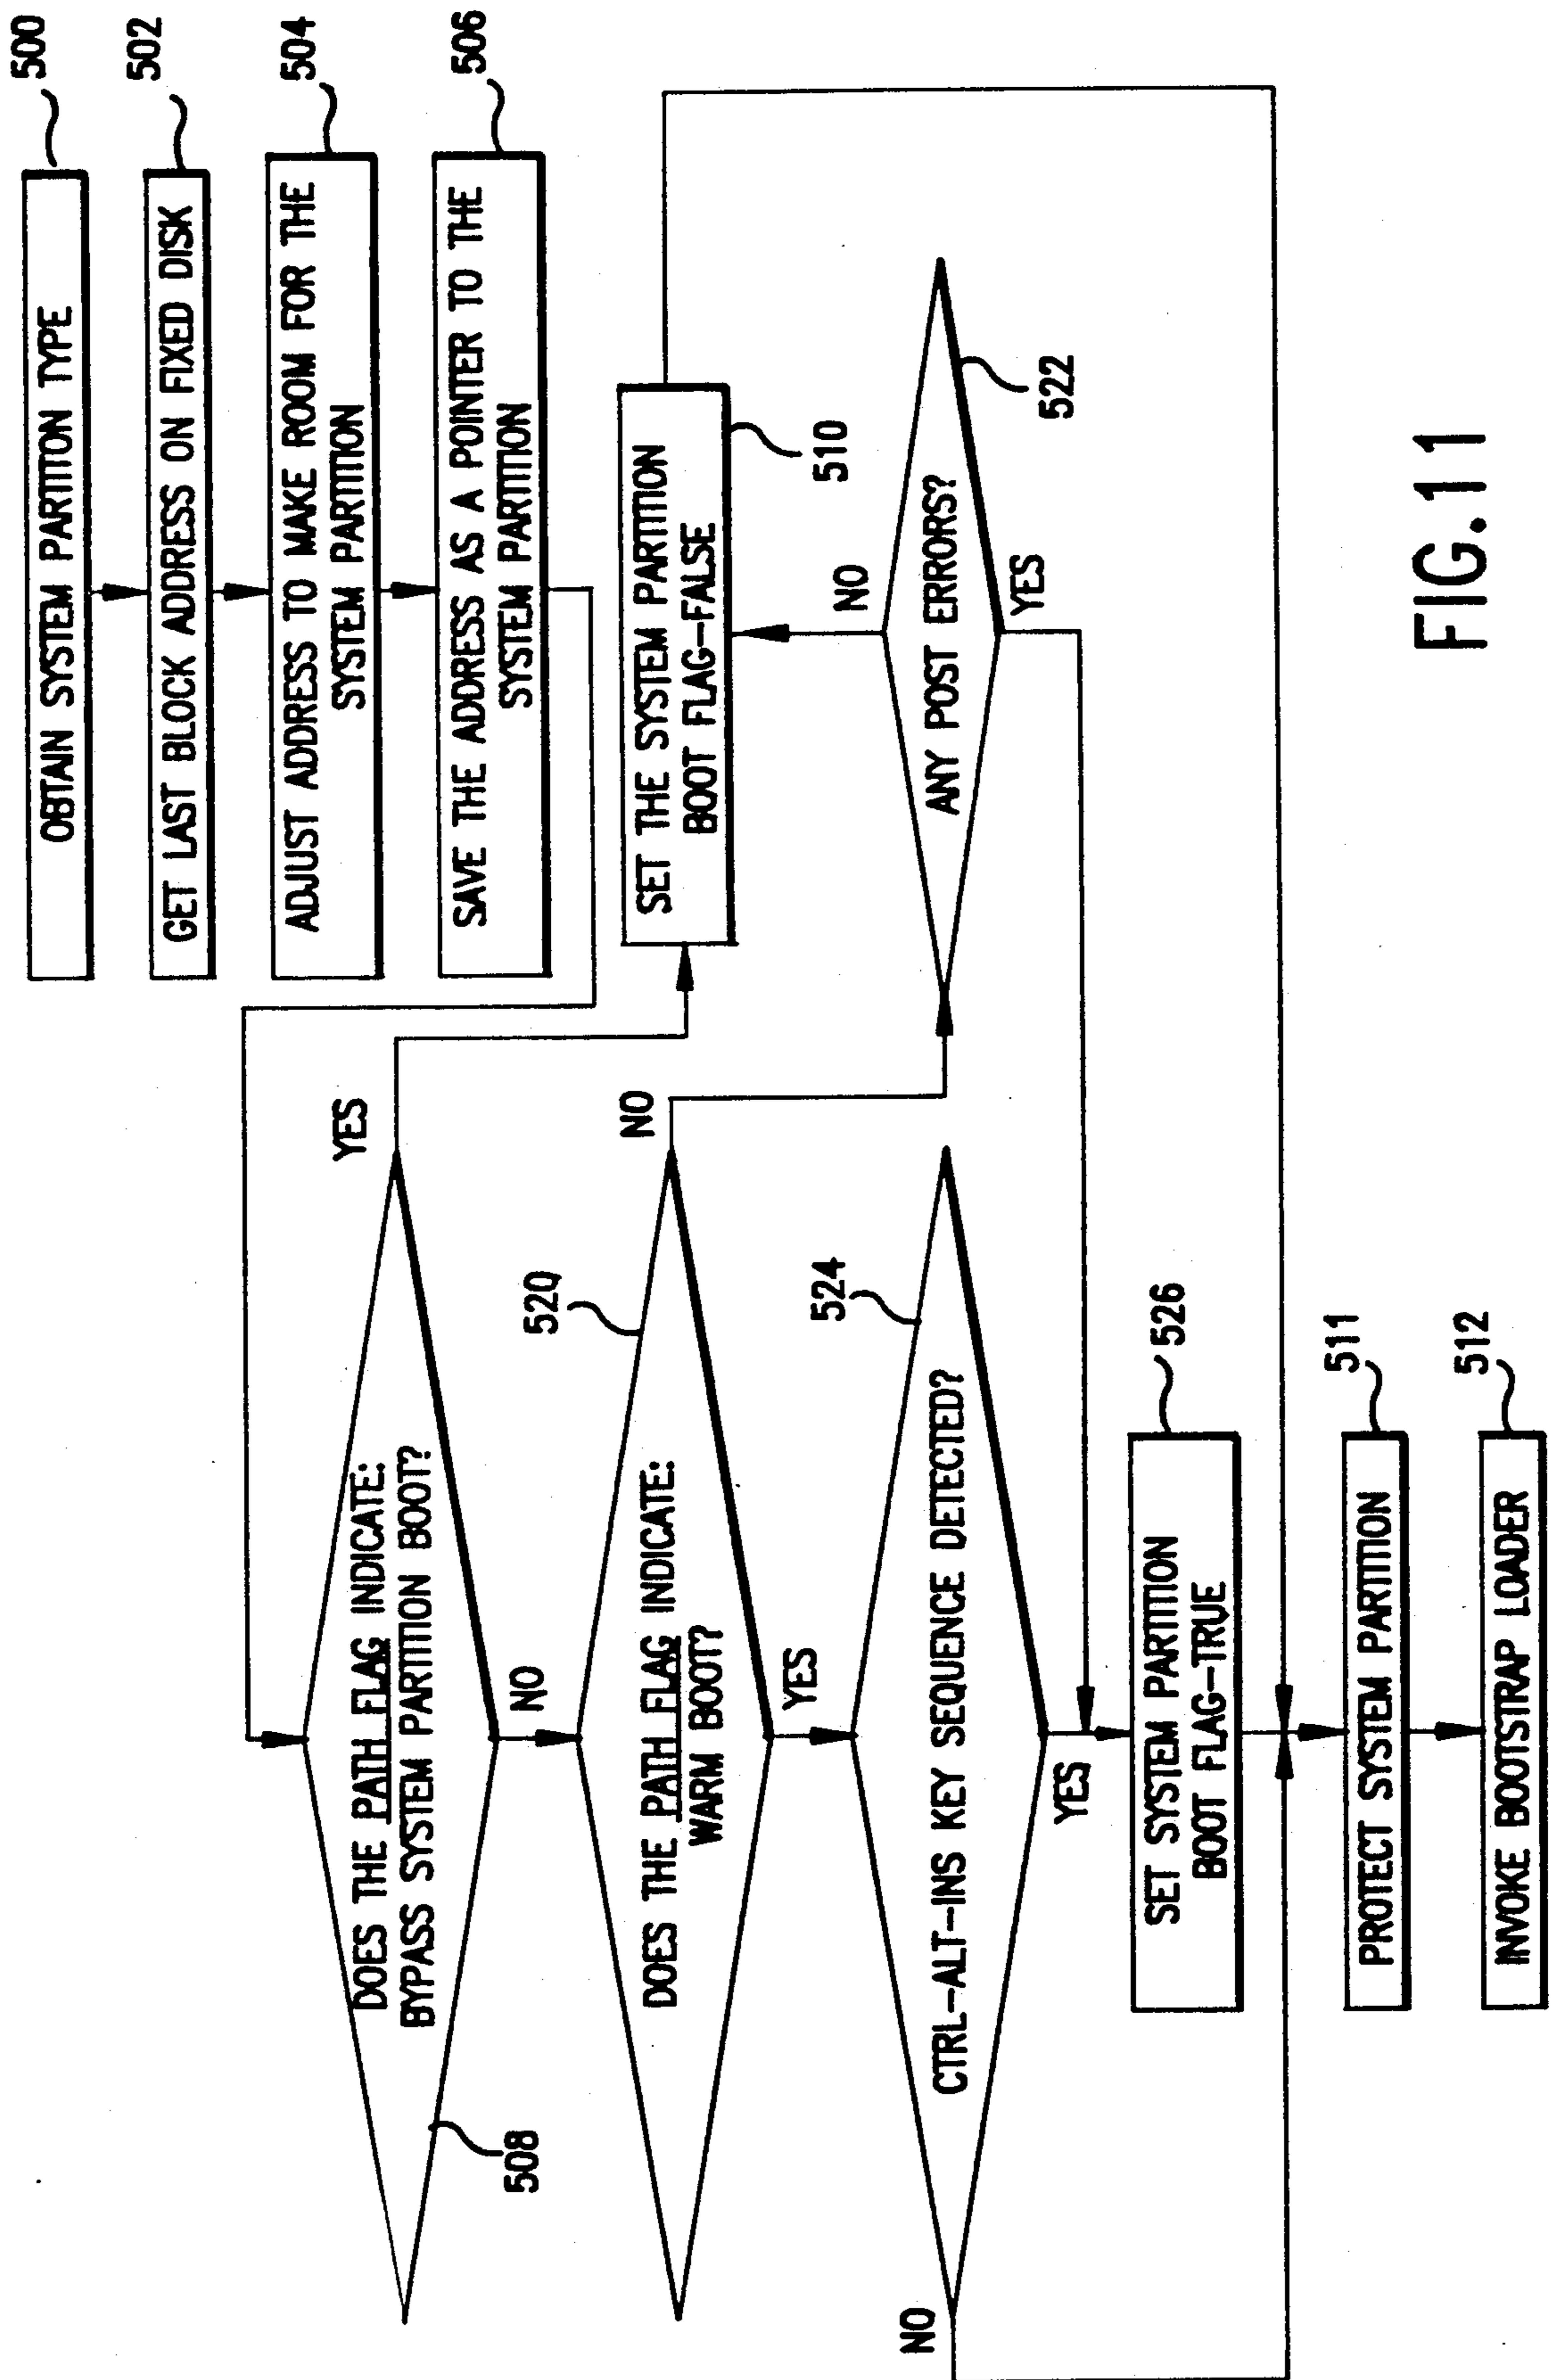 OBTAIN SYSTEM PARTITION TYPE
500
GET LAST BLOCK ADDRESS ON FIXED DISK
502
ADJUST ADDRESS TO MAKE ROOM FOR THE
SYSTEM PARTITION
504
SAVE THE ADDRESS AS A POINTER TO THE
SYSTEM PARTITION
506
DOES THE PATH FLAG INDICATE:
BYPASS SYSTEM PARTITION BOOT?
508
YES
NO
SET THE SYSTEM PARTITION
BOOT FLAG-FALSE
510
DOES THE PATH FLAG INDICATE:
WARM BOOT?
520
NO
YES
ANY POST ERRORS?
522
NO
YES
CTRL-ALT-INS KEY SEQUENCE DETECTED?
524
NO
YES
SET SYSTEM PARTITION
BOOT FLAG-TRUE
526
PROTECT SYSTEM PARTITION
511
INVOKE BOOTSTRAP LOADER
512
FIG.11